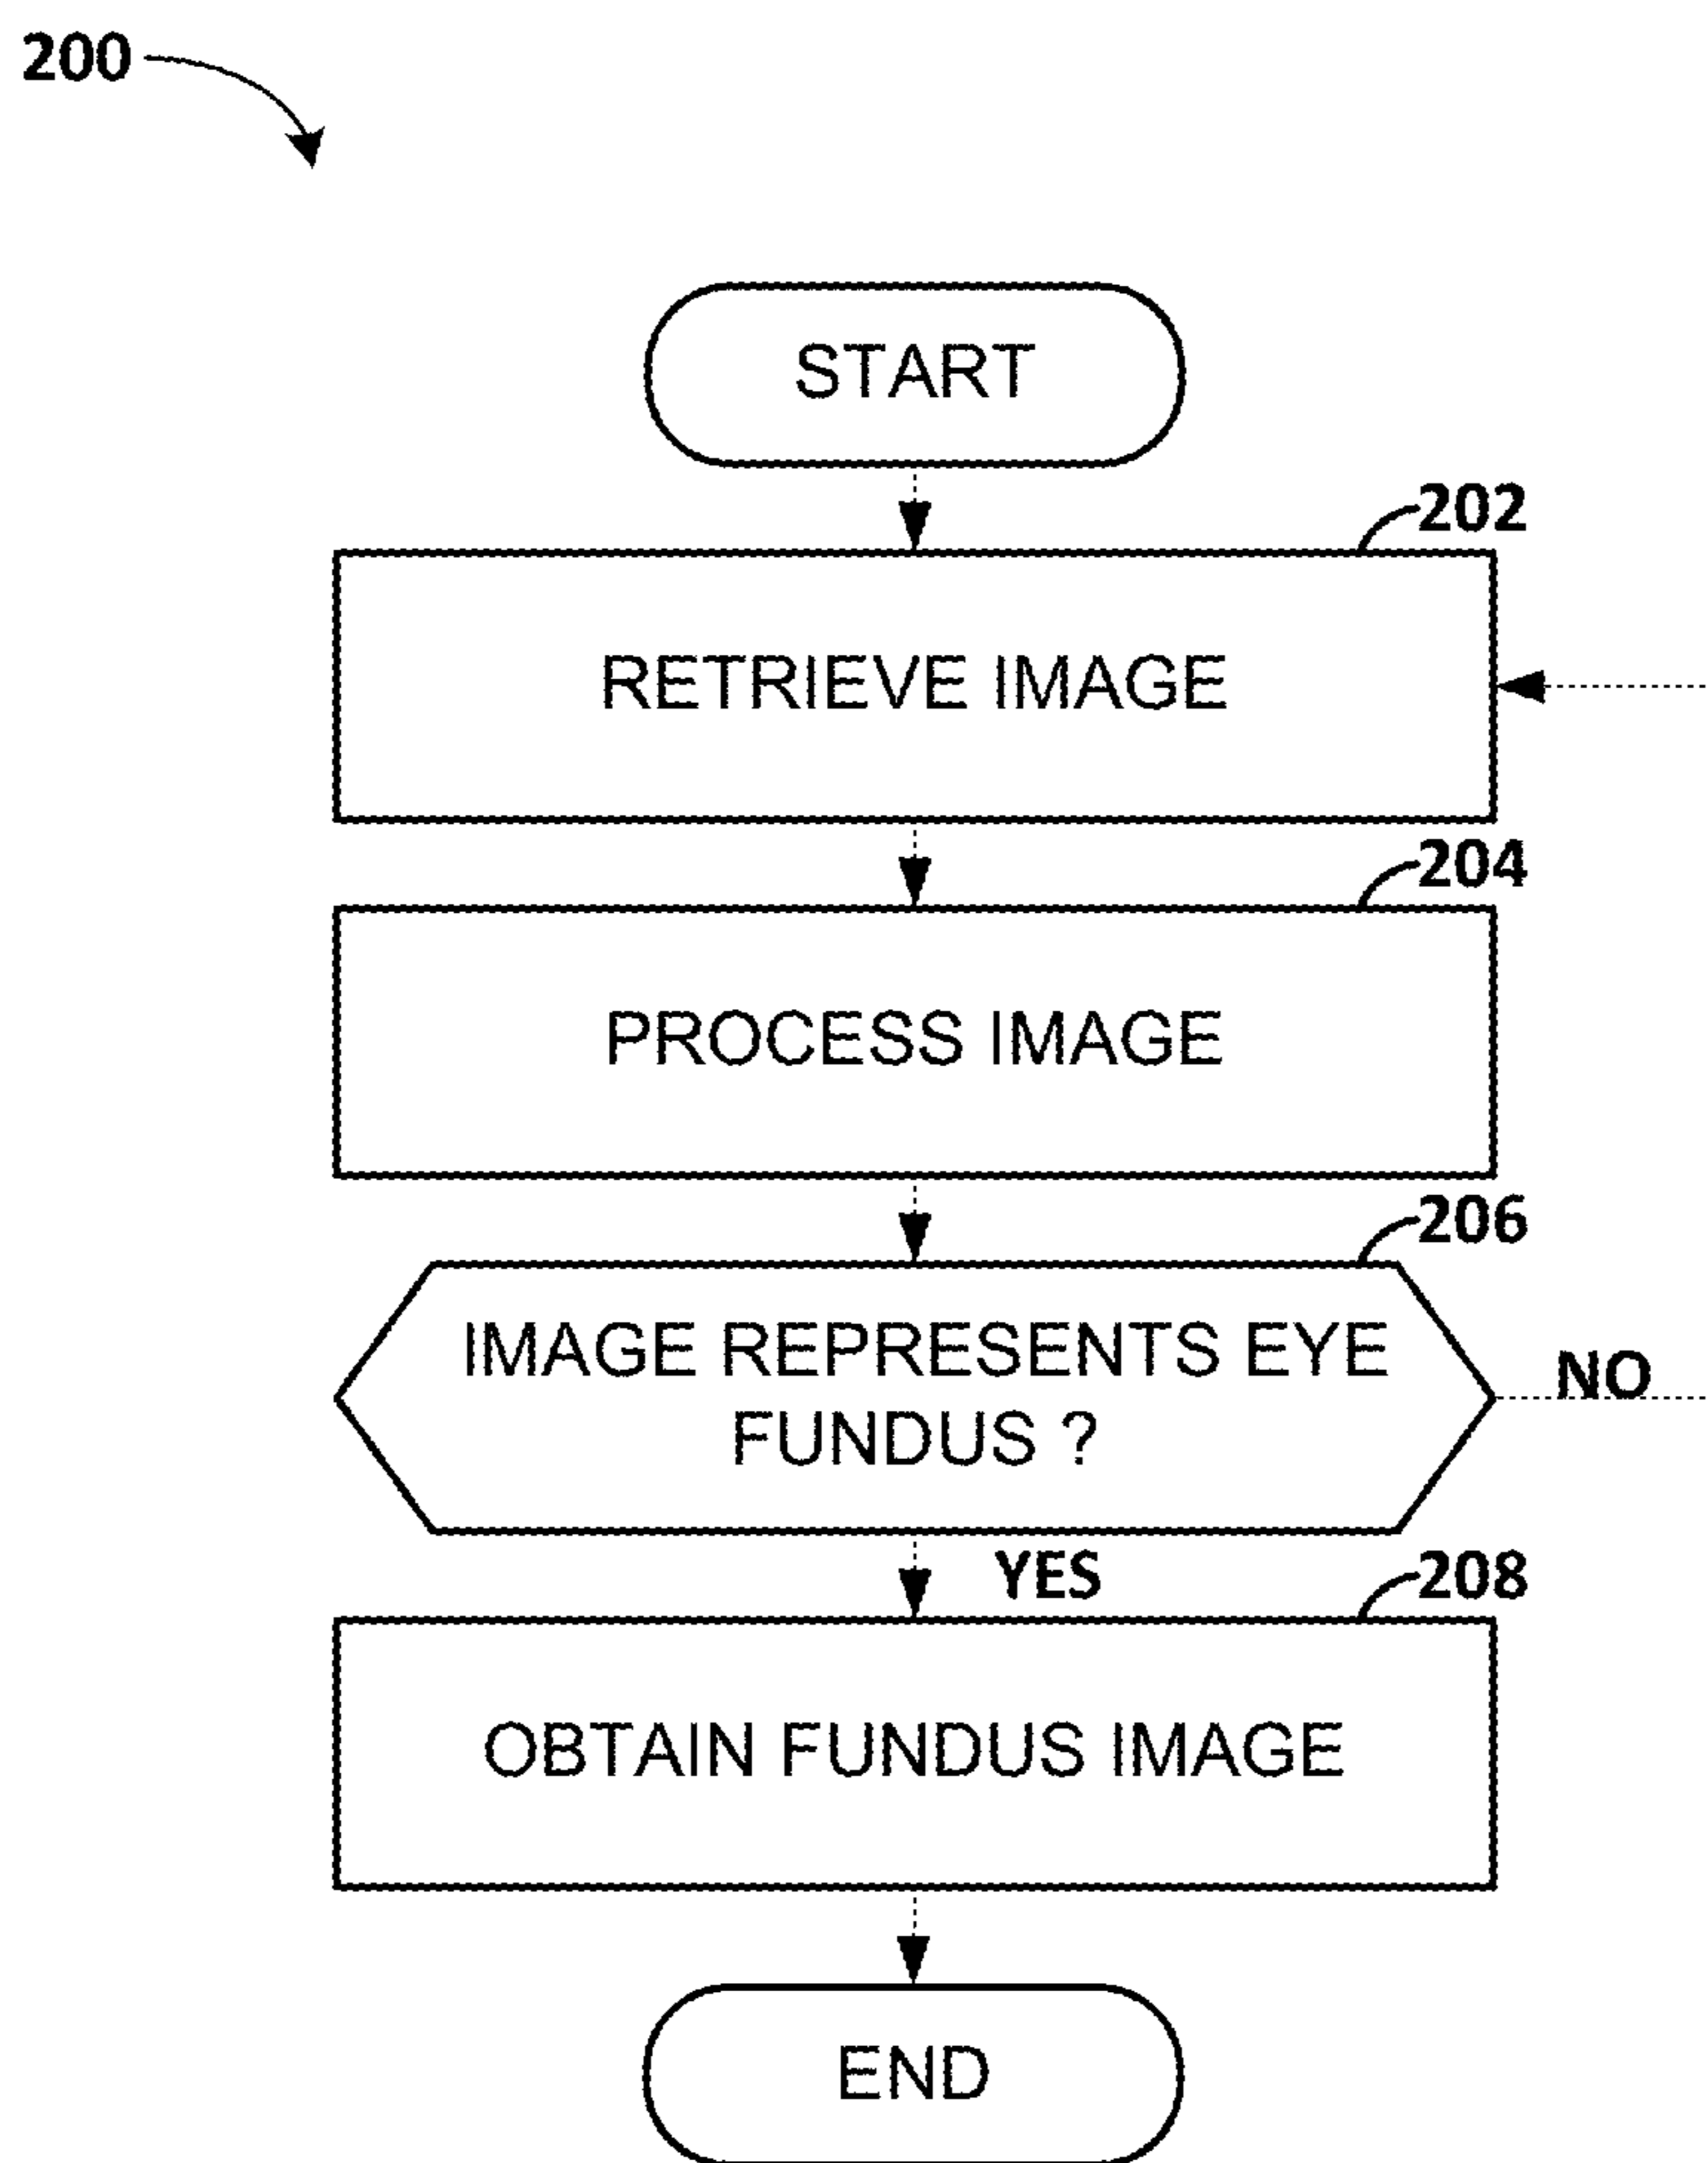 200
START
202
RETRIEVE IMAGE
204
PROCESS IMAGE
206
IMAGE REPRESENTS EYE
FUNDUS ?
NO
YES
208
OBTAIN FUNDUS IMAGE
END